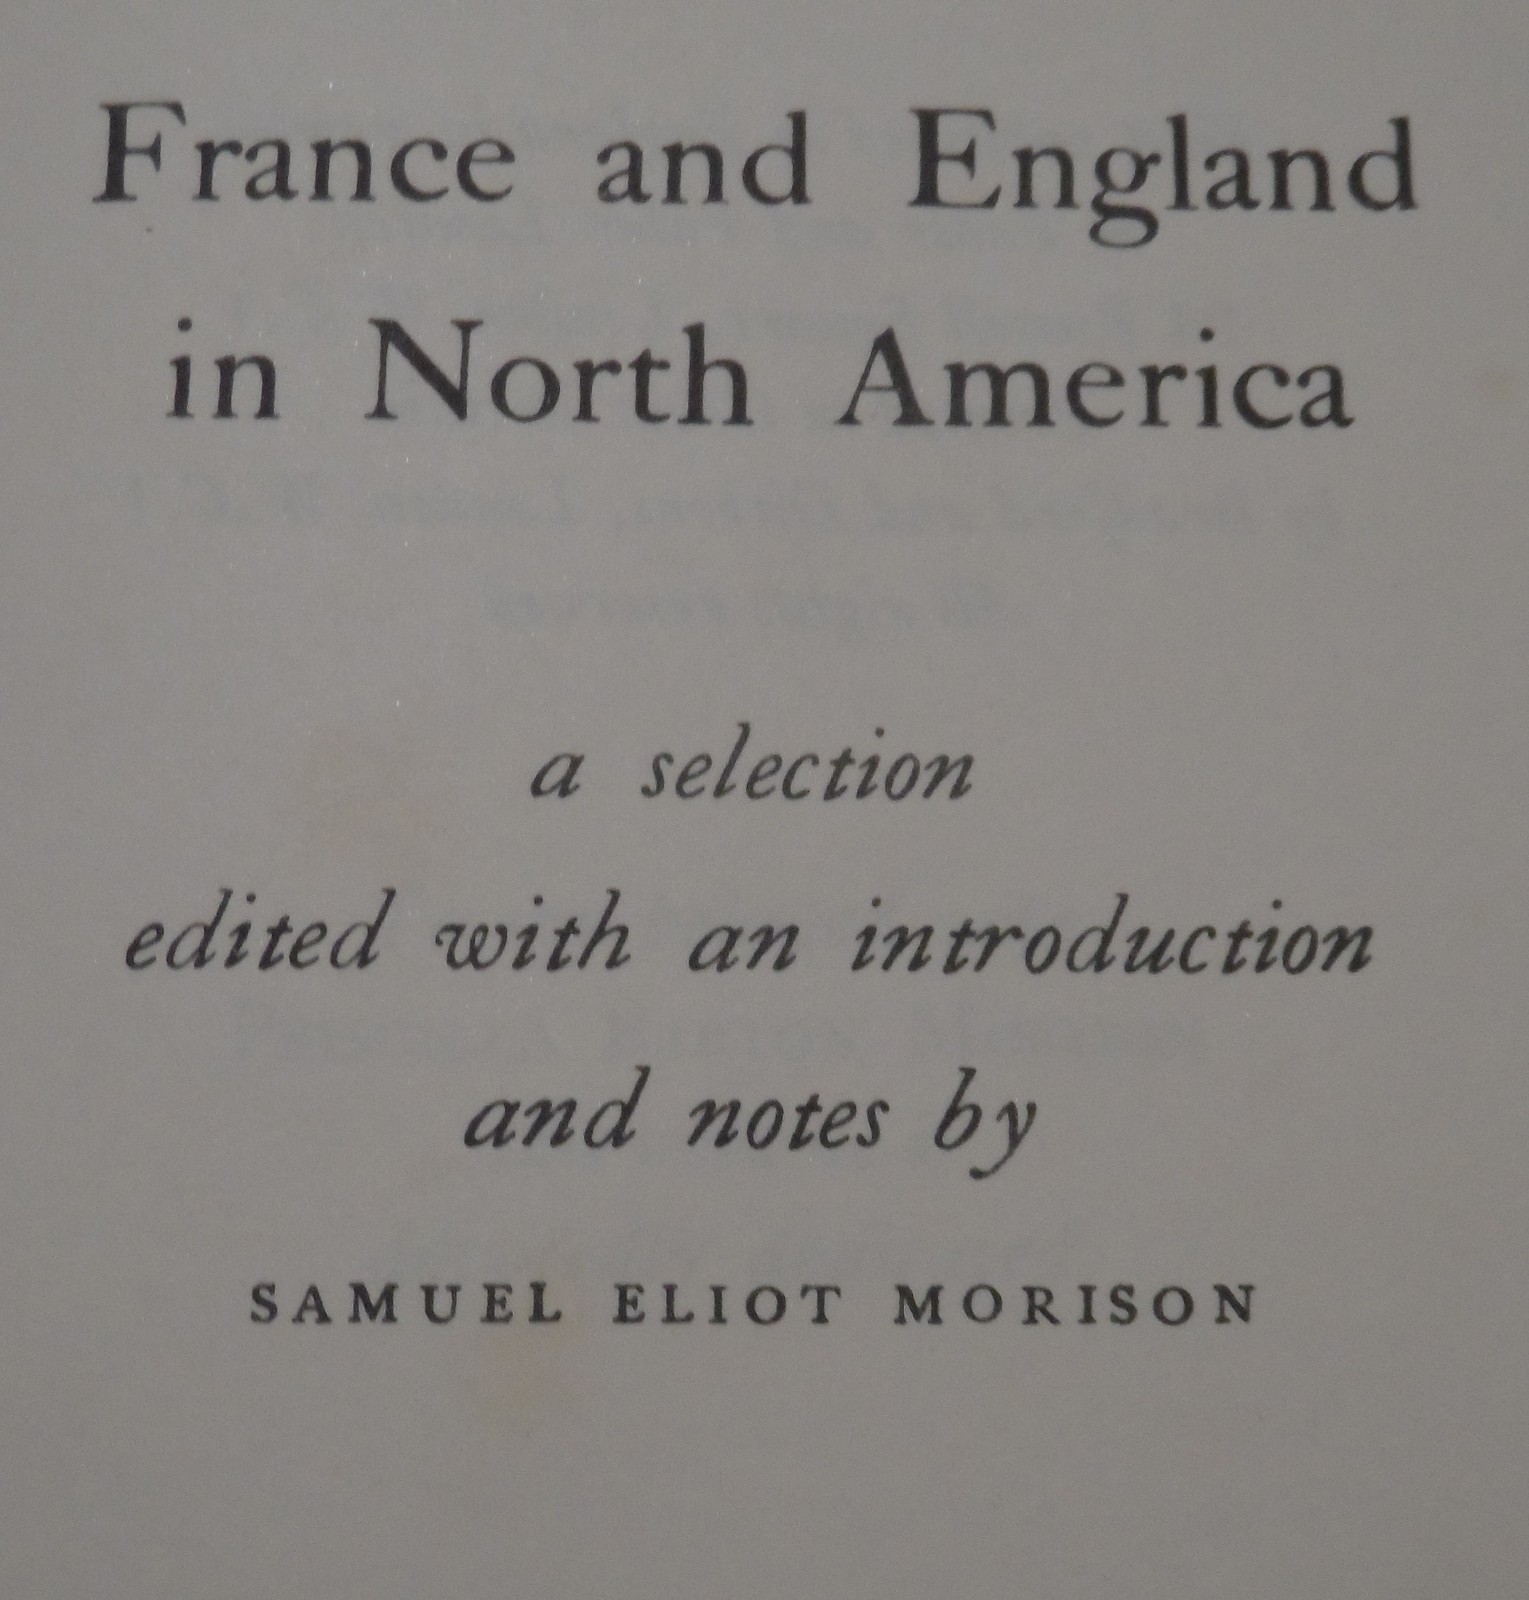 France and England
in North America
a selection
edited with an introduction
and notes by
SAMUEL ELIOT MORISON